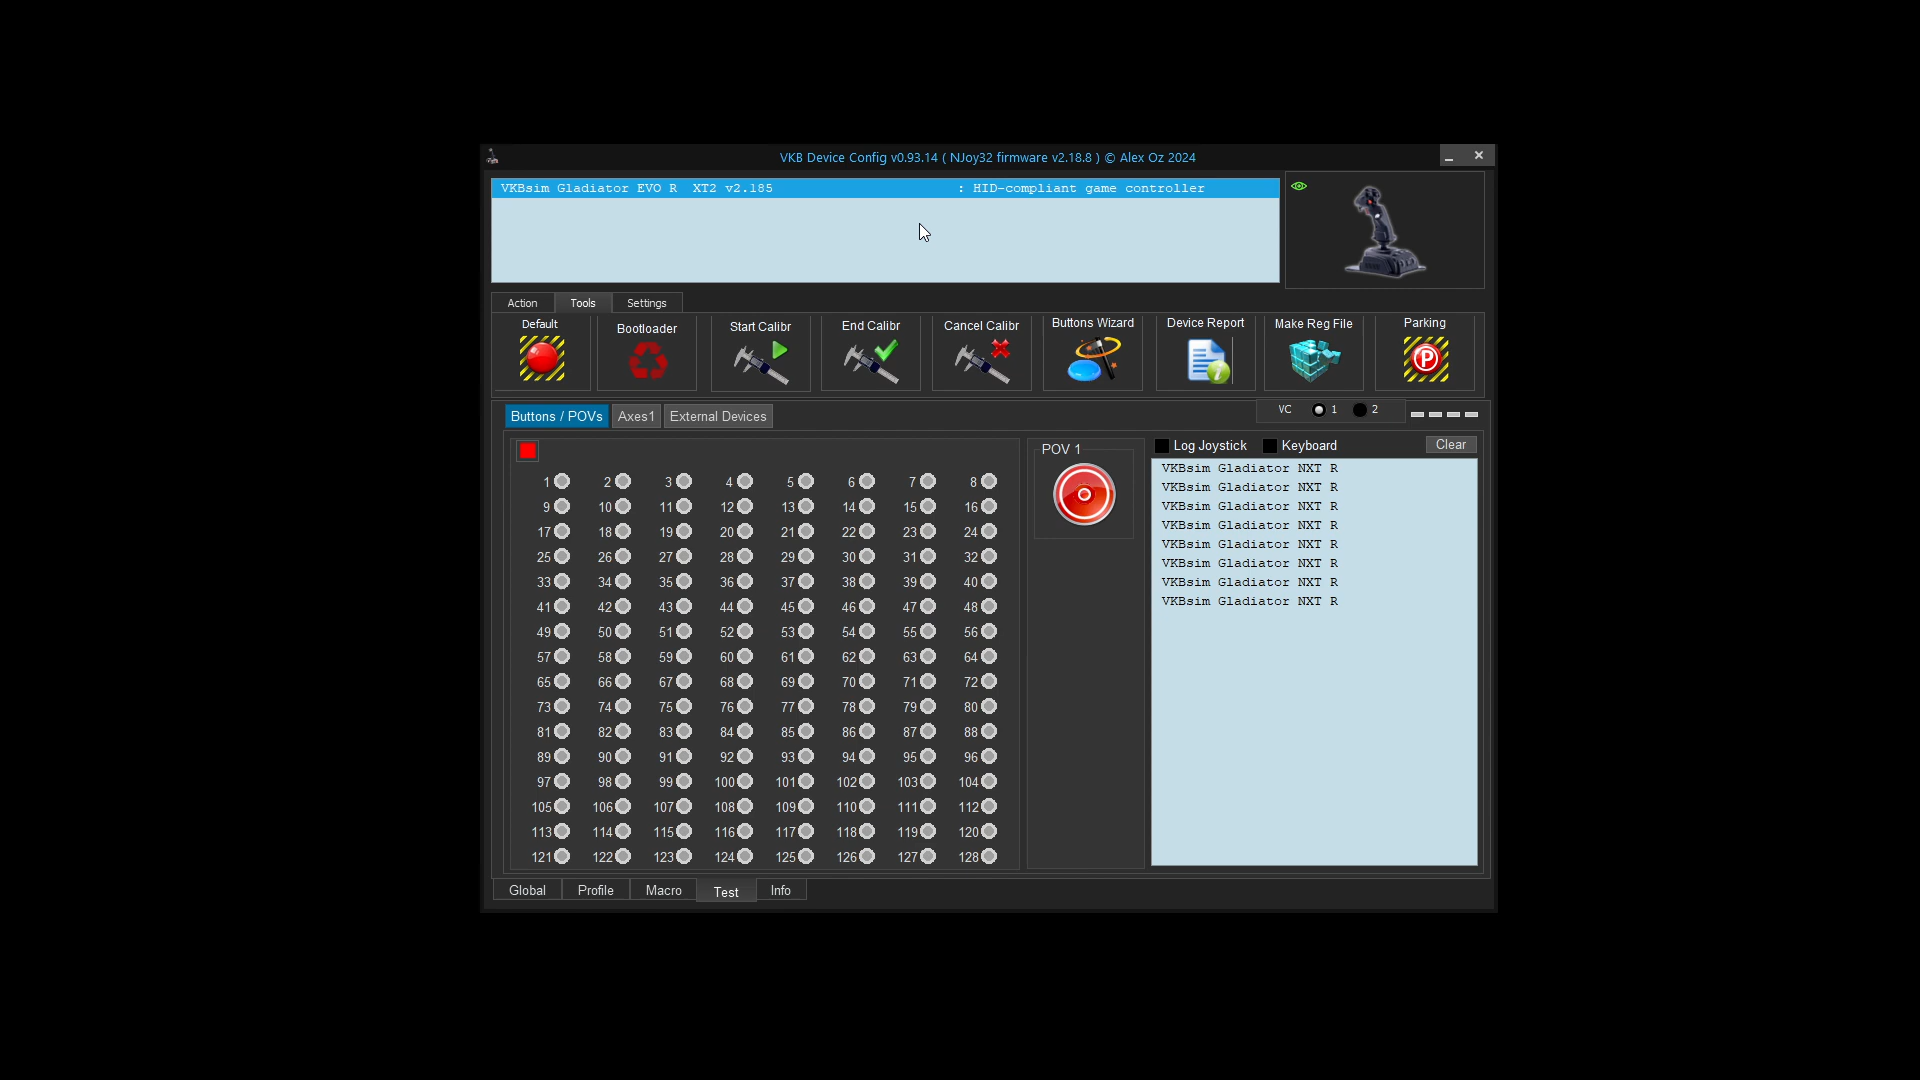 VKB Device Config v0.93.14 ( NJoy32 firmware v2.18.8 ) © Alex Oz 2024
VKBsim Gladiator EVO R XT2 v2.185 : HID-compliant game controller
Action Tools Settings
Default Bootloader Start Calibr End Calibr Cancel Calibr Buttons Wizard Device Report Make Reg File Parking
P
Buttons / POVs Axes1 External Devices
VC 1 2
POV 1
Log Joystick Keyboard Clear
1 2 3 4 5 6 7 8
9 10 11 12 13 14 15 16
17 18 19 20 21 22 23 24
25 26 27 28 29 30 31 32
33 34 35 36 37 38 39 40
41 42 43 44 45 46 47 48
49 50 51 52 53 54 55 56
57 58 59 60 61 62 63 64
65 66 67 68 69 70 71 72
73 74 75 76 77 78 79 80
81 82 83 84 85 86 87 88
89 90 91 92 93 94 95 96
97 98 99 100 101 102 103 104
105 106 107 108 109 110 111 112
113 114 115 116 117 118 119 120
121 122 123 124 125 126 127 128
VKBsim Gladiator NXT R
VKBsim Gladiator NXT R
VKBsim Gladiator NXT R
VKBsim Gladiator NXT R
VKBsim Gladiator NXT R
VKBsim Gladiator NXT R
VKBsim Gladiator NXT R
VKBsim Gladiator NXT R
Global Profile Macro Test Info